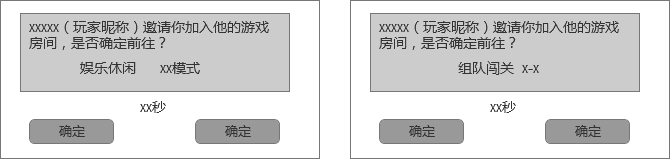 xxxxx（玩家昵称）邀请你加入他的游戏
房间，是否确定前往？
娱乐休闲 xx模式
xx秒
确定 确定
xxxxx（玩家昵称）邀请你加入他的游戏
房间，是否确定前往？
组队闯关 x-x
xx秒
确定 确定